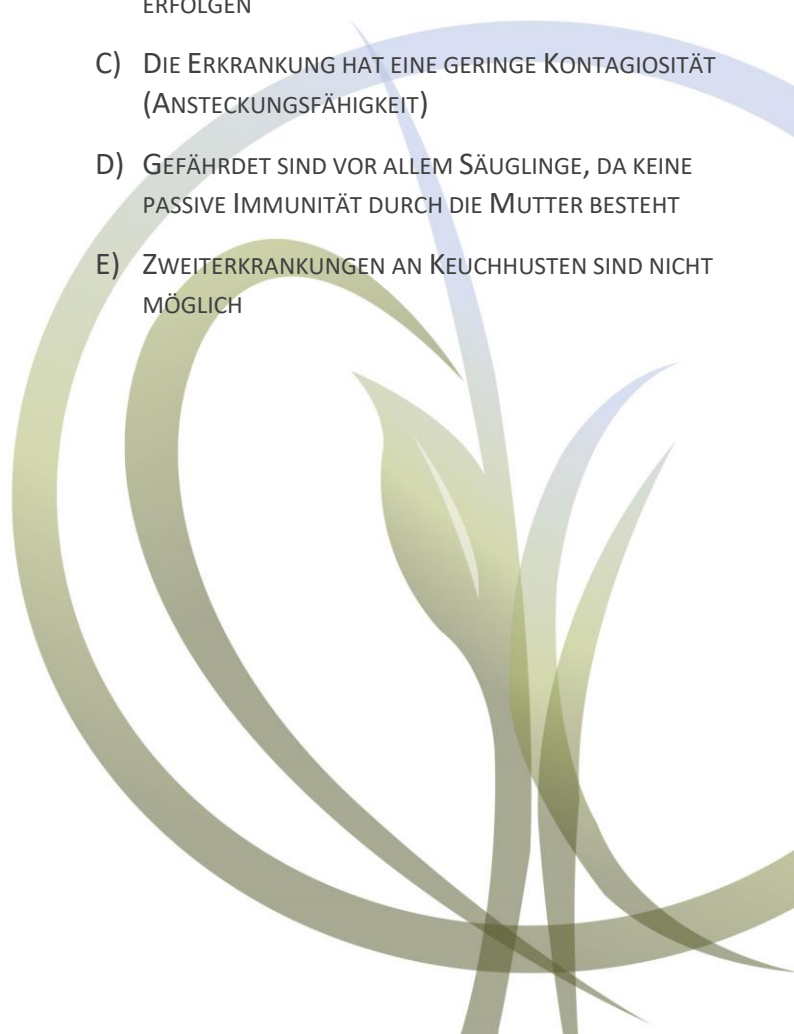 ERFOLGEN
C) DIE ERKRANKUNG HAT EINE GERINGE KONTAGIOSITÄT
(ANSTECKUNGSFÄHIGKEIT)
D) GEFÄHRDET SIND VOR ALLEM SÄUGLINGE, DA KEINE
PASSIVE IMMUNITÄT DURCH DIE MUTTER BESTEHT
E) ZWEITERKRANKUNGEN AN KEUCHHUSTEN SIND NICHT
MÖGLICH